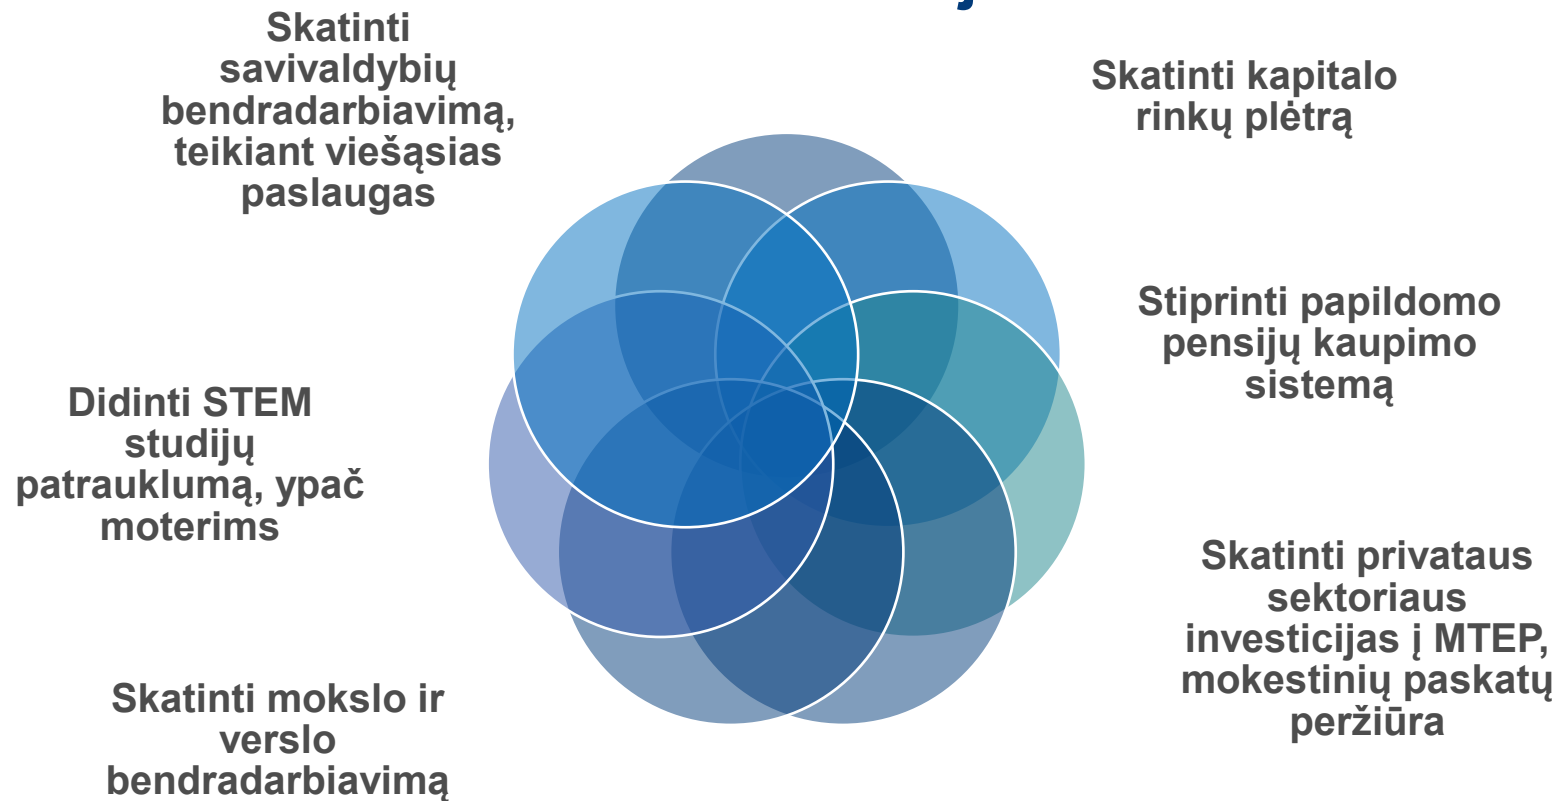 Skatinti
savivaldybių
bendradarbiavimą,
teikiant viešąsias
paslaugas
Skatinti kapitalo
rinkų plėtrą
Stiprinti papildomo
pensijų kaupimo
sistemą
Didinti STEM
studijų
patrauklumą, ypač
moterims
Skatinti privataus
sektoriaus
investicijas į MTEP,
mokestinių paskatų
peržiūra
Skatinti mokslo ir
verslo
bendradarbiavimą